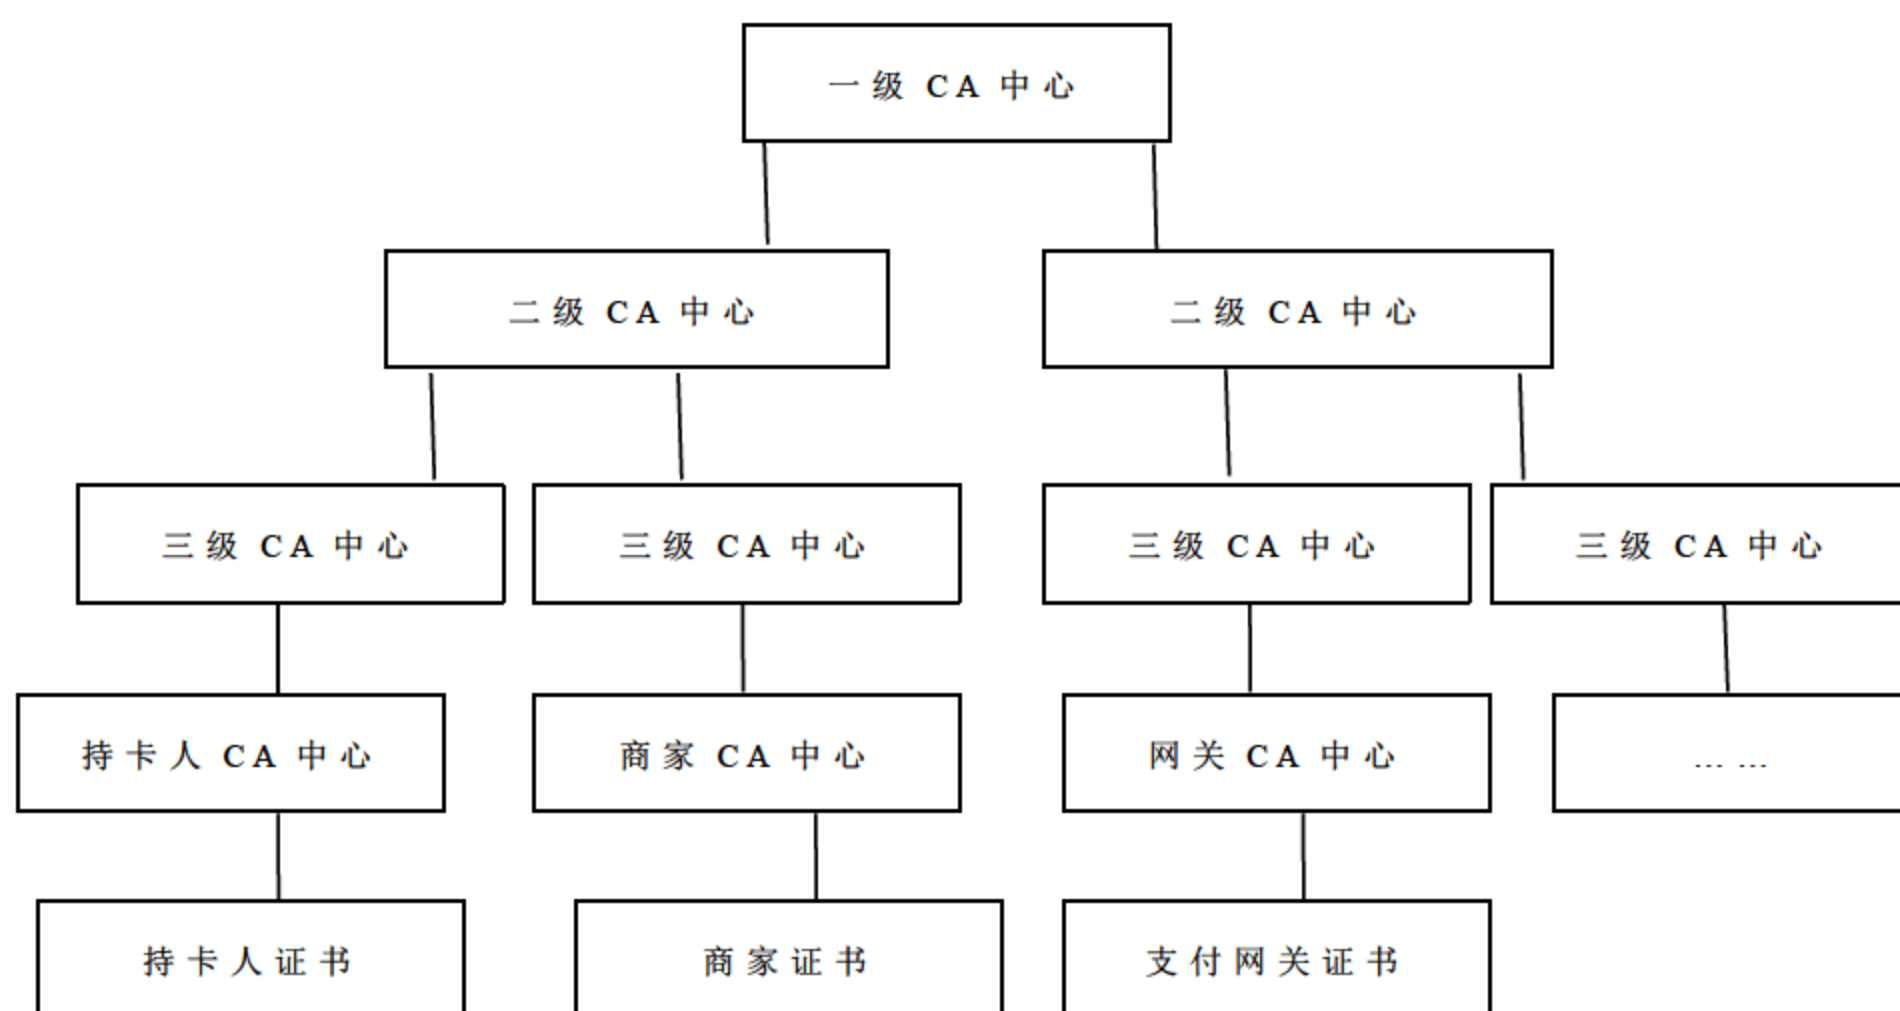 一级 CA 中心
二级 CA 中心
二级 CA 中心
三级 CA 中心
三级 CA 中心
三级 CA 中心
三级 CA 中心
持卡人 CA 中心
商家 CA 中心
网关 CA 中心
……
持卡人证书
商家证书
支付网关证书